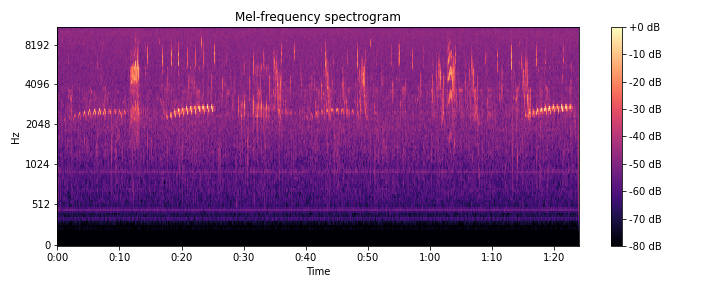 Mel-frequency spectrogram
Hz
8192
4096
2048
1024
512
0
0:00 0:10 0:20 0:30 0:40 0:50 1:00 1:10 1:20
Time
+0 dB
-10 dB
-20 dB
-30 dB
-40 dB
-50 dB
-60 dB
-70 dB
-80 dB